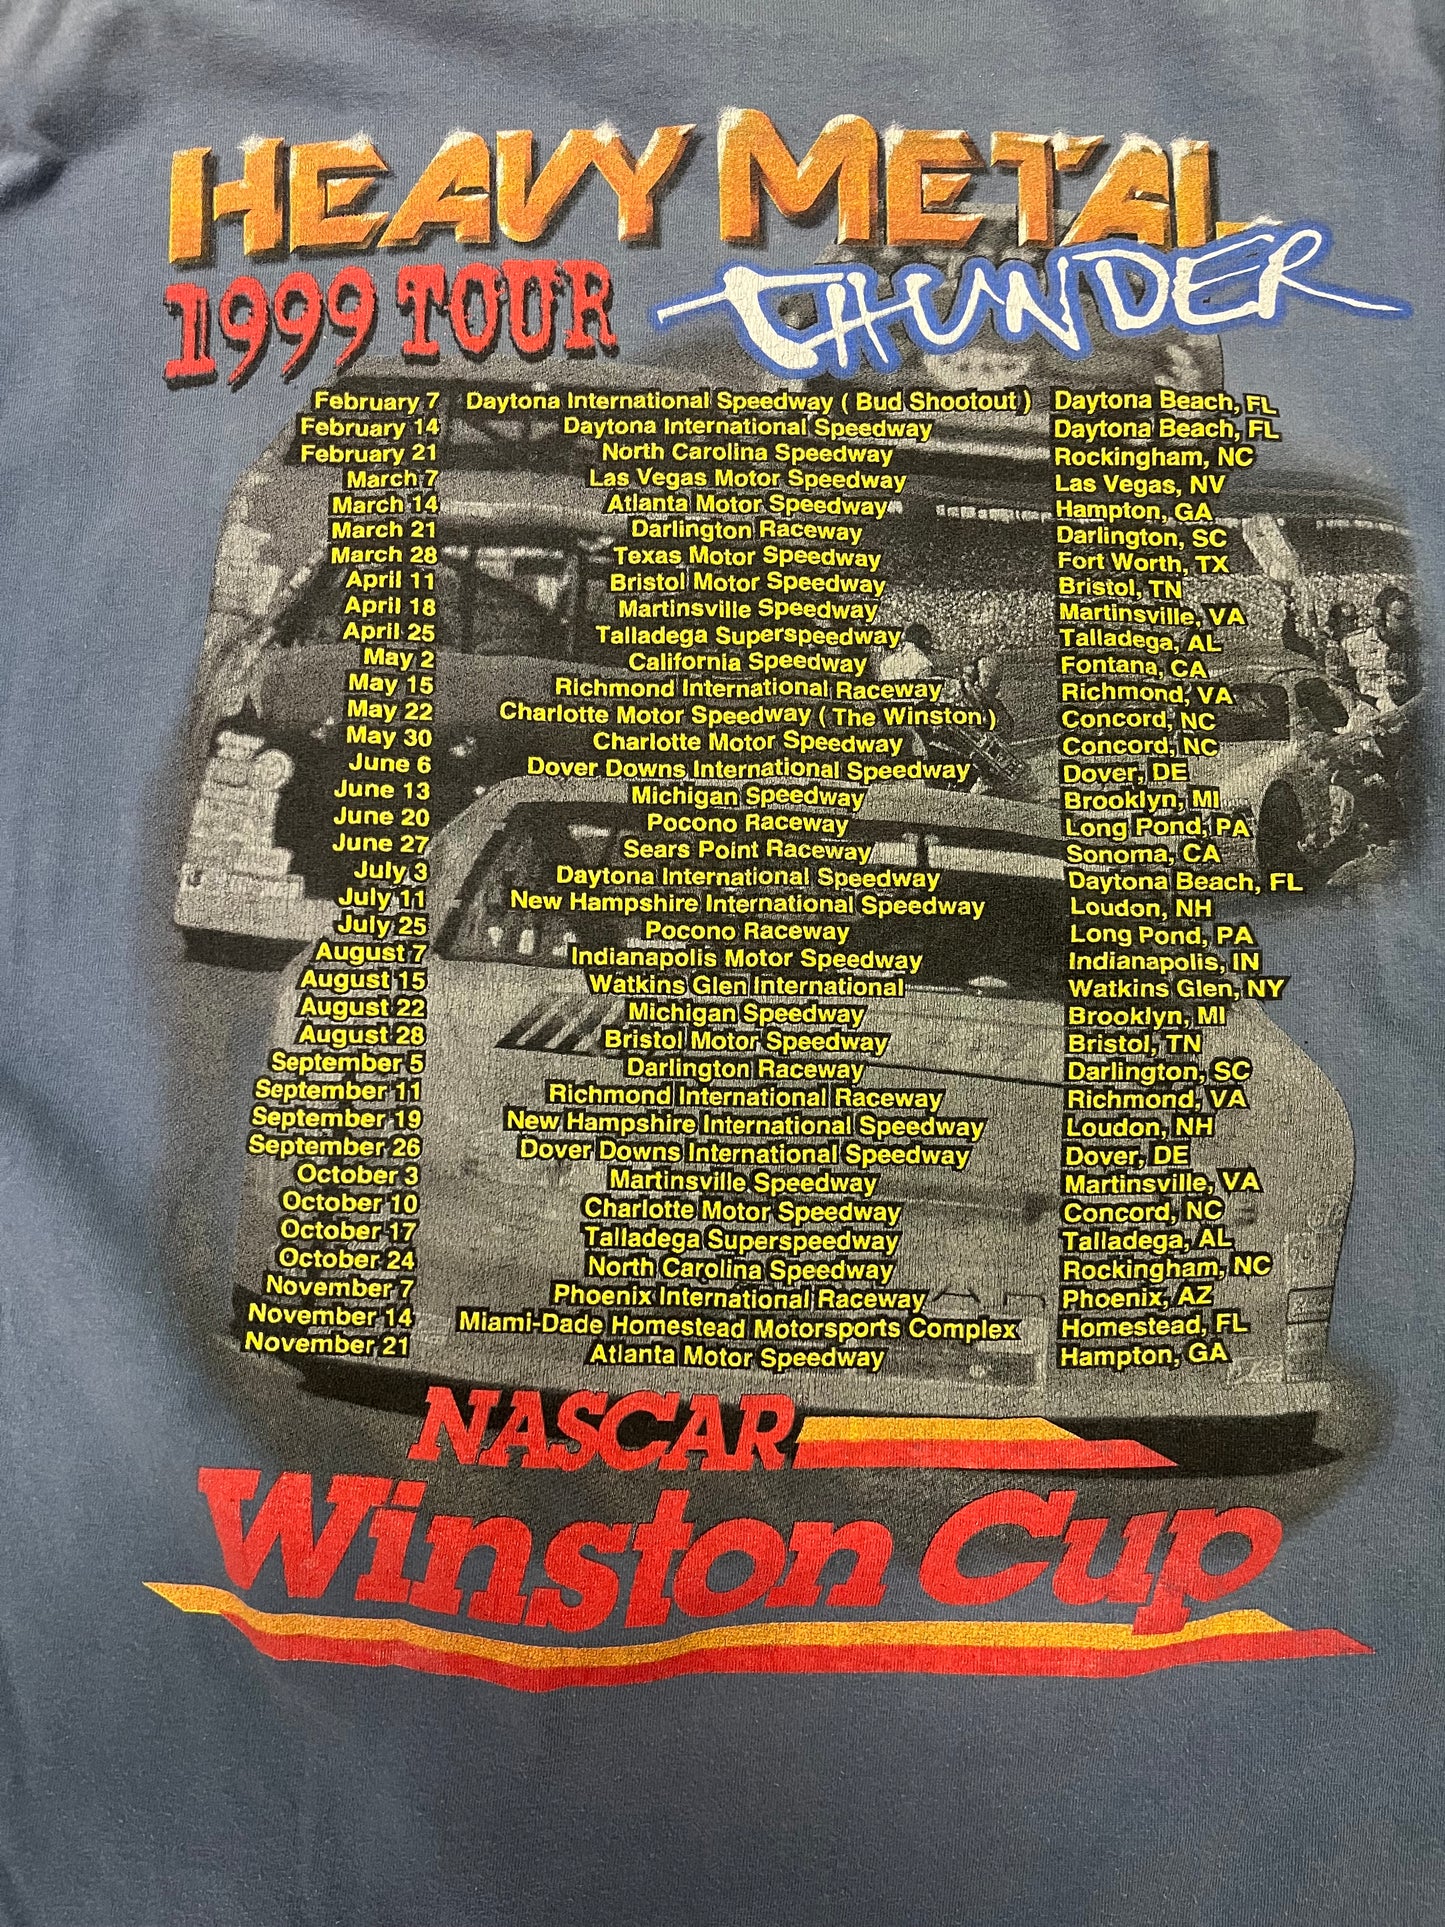 HEAVY METAL
1999 TOUR THUNDER
February 7 Daytona International Speedway ( Bud Shootout ) Daytona Beach, FL
February 14 Daytona International Speedway Daytona Beach, FL
February 21 North Carolina Speedway Rockingham, NC
March 7 Las Vegas Motor Speedway Las Vegas, NV
March 14 Atlanta Motor Speedway Hampton, GA
March 21 Darlington Raceway Darlington, SC
March 28 Texas Motor Speedway Fort Worth, TX
April 11 Bristol Motor Speedway Bristol, TN
April 18 Martinsville Speedway Martinsville, VA
April 25 Talladega Superspeedway Talladega, AL
May 2 California Speedway Fontana, CA
May 15 Richmond International Raceway Richmond, VA
May 22 Charlotte Motor Speedway ( The Winston ) Concord, NC
May 30 Charlotte Motor Speedway Concord, NC
June 6 Dover Downs International Speedway Dover, DE
June 13 Michigan Speedway Brooklyn, MI
June 20 Pocono Raceway Long Pond, PA
June 27 Sears Point Raceway Sonoma, CA
July 3 Daytona International Speedway Daytona Beach, FL
July 11 New Hampshire International Speedway Loudon, NH
July 25 Pocono Raceway Long Pond, PA
August 7 Indianapolis Motor Speedway Indianapolis, IN
August 15 Watkins Glen International Watkins Glen, NY
August 22 Michigan Speedway Brooklyn, MI
August 28 Bristol Motor Speedway Bristol, TN
September 5 Darlington Raceway Darlington, SC
September 11 Richmond International Raceway Richmond, VA
September 19 New Hampshire International Speedway Loudon, NH
September 26 Dover Downs International Speedway Dover, DE
October 3 Martinsville Speedway Martinsville, VA
October 10 Charlotte Motor Speedway Concord, NC
October 17 Talladega Superspeedway Talladega, AL
October 24 North Carolina Speedway Rockingham, NC
November 7 Phoenix International Raceway Phoenix, AZ
November 14 Miami-Dade Homestead Motorsports Complex Homestead, FL
November 21 Atlanta Motor Speedway Hampton, GA
NASCAR
Winston Cup